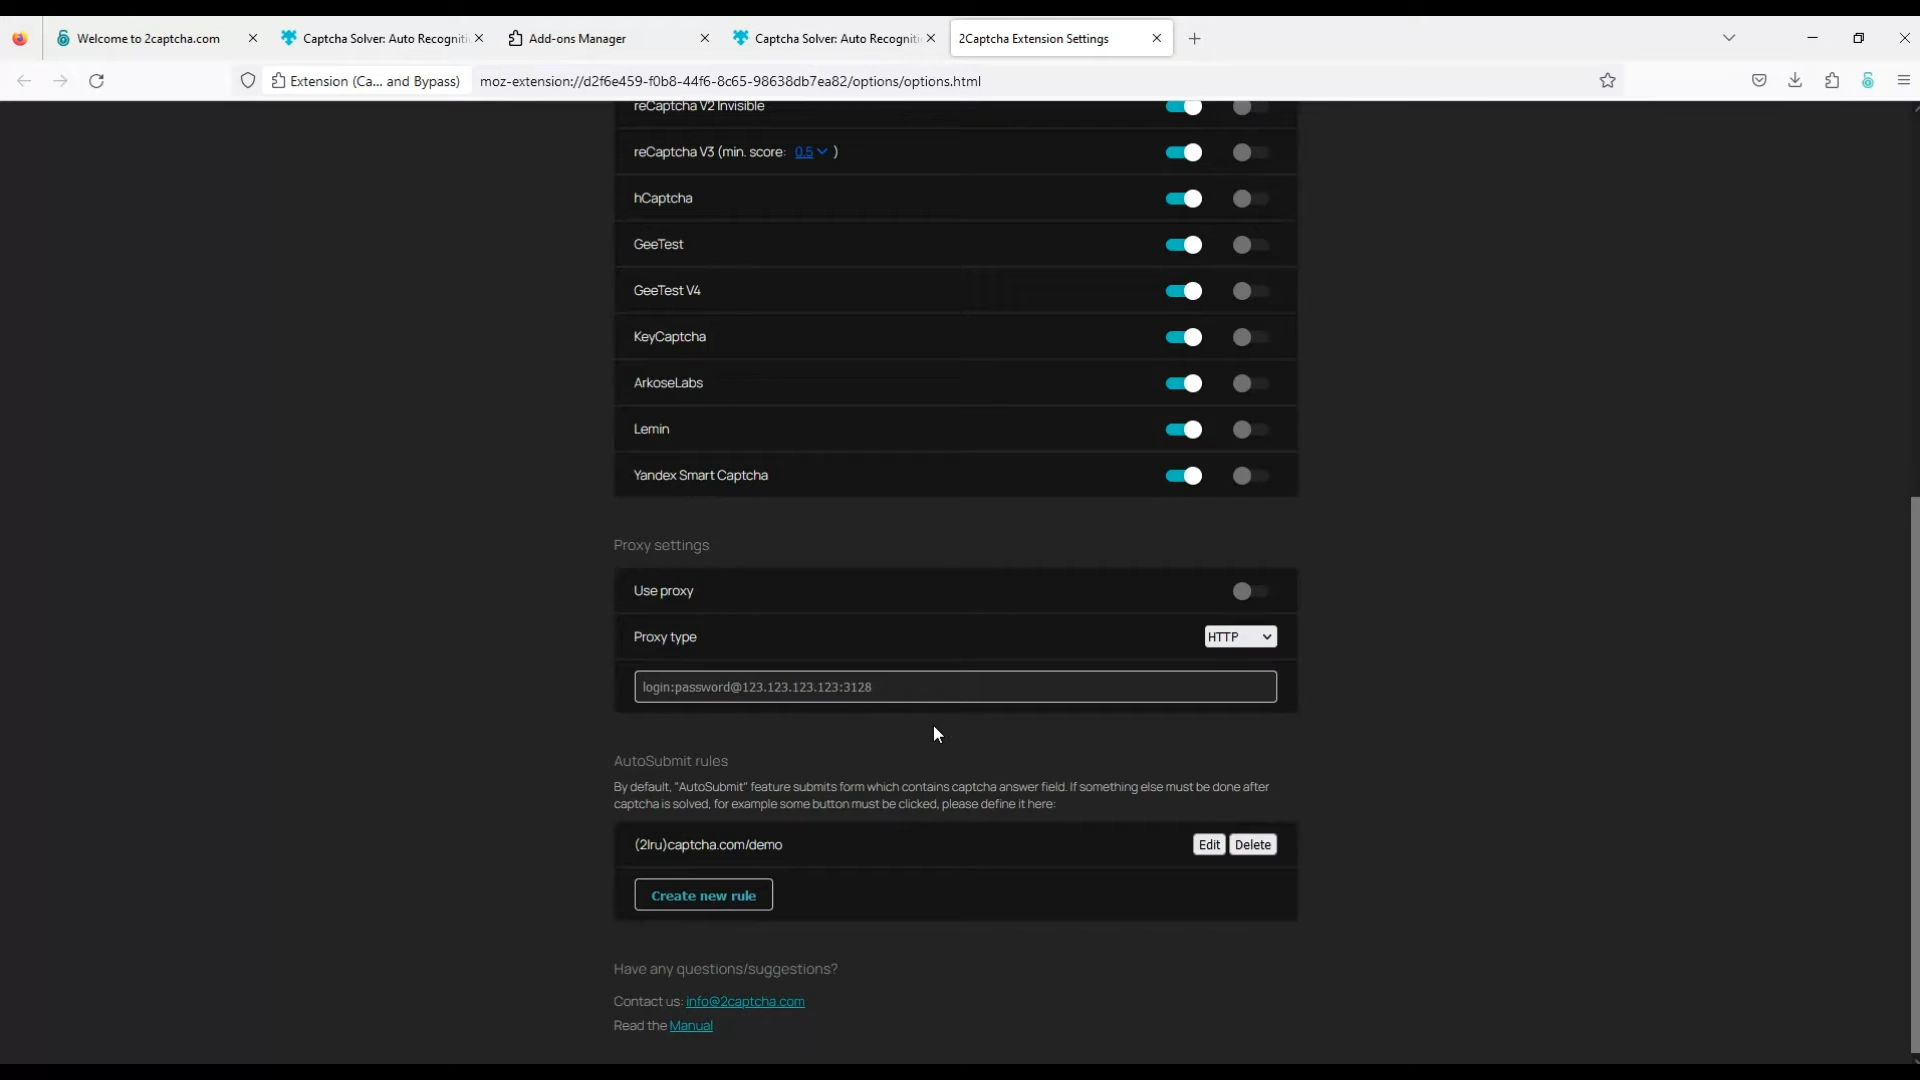 Welcome to 2captcha.com
Captcha Solver: Auto Recogniti
Add-ons Manager
Captcha Solver: Auto Recogniti
2Captcha Extension Settings
Extension (Ca... and Bypass)
moz-extension://d2f6e459-f0b8-44f6-8c65-98638db7ea82/options/options.html
reCaptcha V2 Invisible
reCaptcha V3 (min. score: 0.5 )
hCaptcha
GeeTest
GeeTest V4
KeyCaptcha
ArkoseLabs
Lemin
Yandex Smart Captcha
Proxy settings
Use proxy
Proxy type
HTTP
login:password@123.123.123.123:3128
AutoSubmit rules
By default, "AutoSubmit" feature submits form which contains captcha answer field. If something else must be done after
captcha is solved, for example some button must be clicked, please define it here:
(2|ru)captcha.com/demo
Edit
Delete
Create new rule
Have any questions/suggestions?
Contact us: info@2captcha.com
Read the Manual